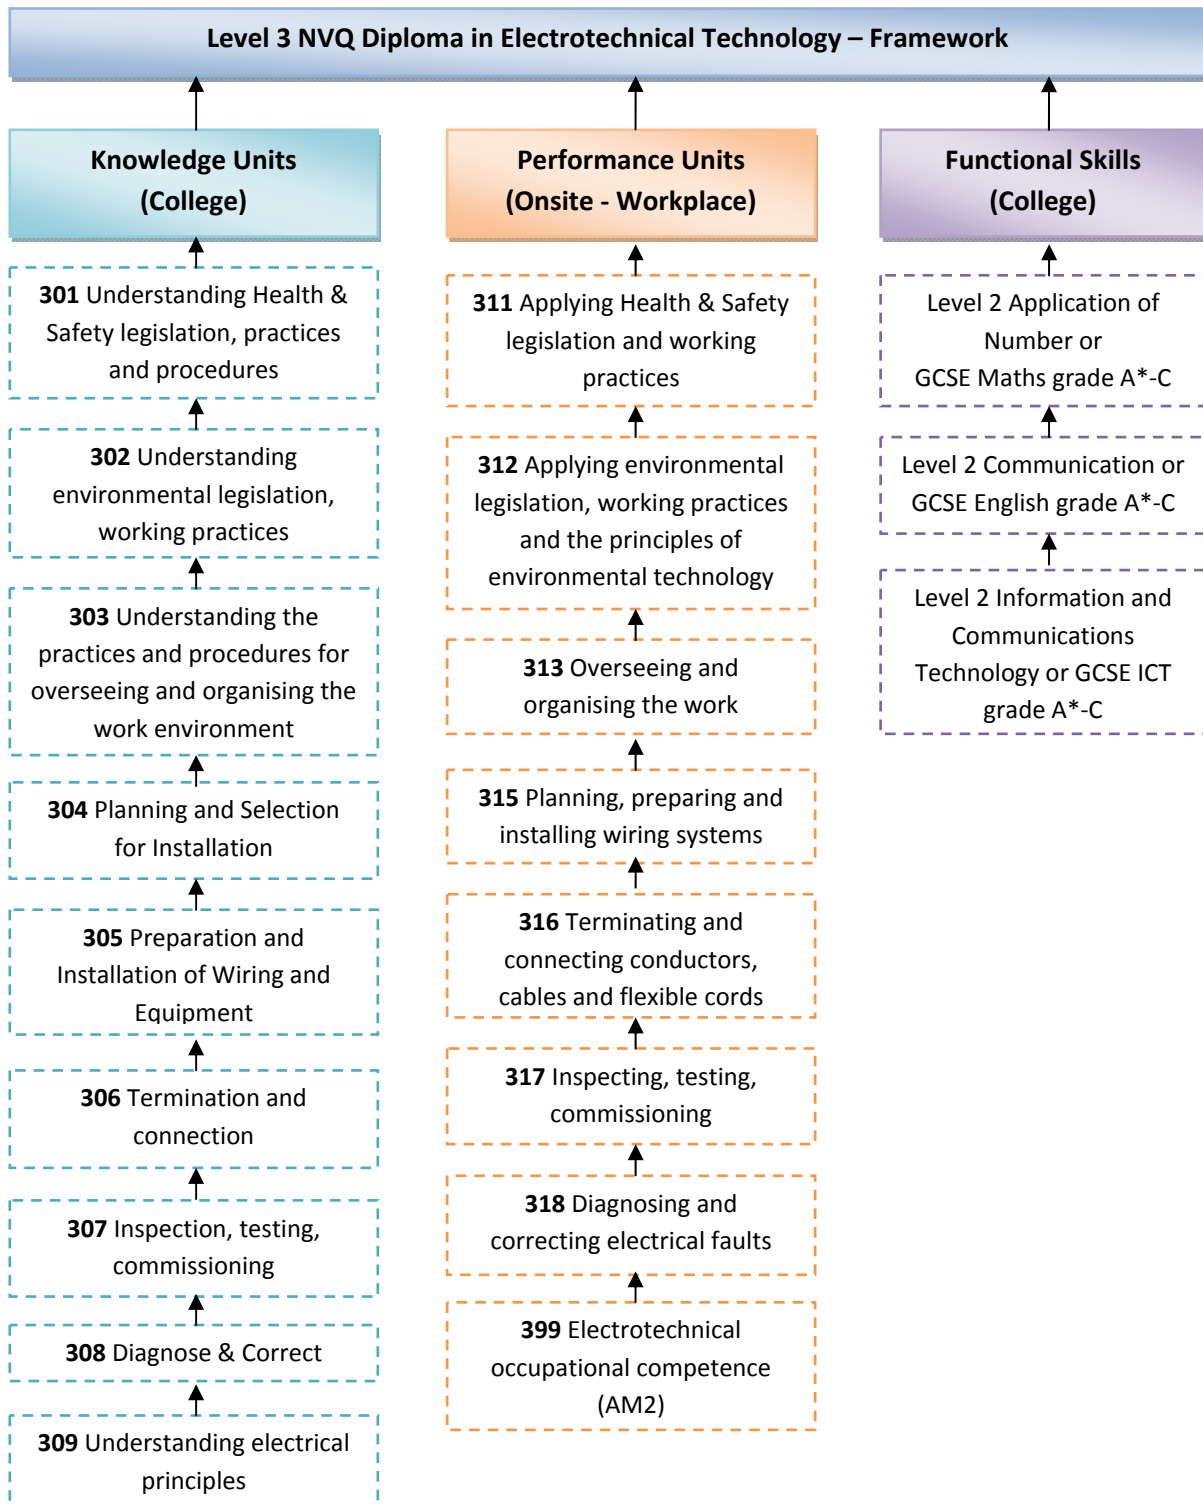 Level 3 NVQ Diploma in Electrotechnical Technology – Framework
Knowledge Units
(College)
301 Understanding Health &
Safety legislation, practices
and procedures
302 Understanding
environmental legislation,
working practices
303 Understanding the
practices and procedures for
overseeing and organising the
work environment
304 Planning and Selection
for Installation
305 Preparation and
Installation of Wiring and
Equipment
306 Termination and
connection
307 Inspection, testing,
commissioning
308 Diagnose & Correct
309 Understanding electrical
principles
Performance Units
(Onsite - Workplace)
311 Applying Health & Safety
legislation and working
practices
312 Applying environmental
legislation, working practices
and the principles of
environmental technology
313 Overseeing and
organising the work
315 Planning, preparing and
installing wiring systems
316 Terminating and
connecting conductors,
cables and flexible cords
317 Inspecting, testing,
commissioning
318 Diagnosing and
correcting electrical faults
399 Electrotechnical
occupational competence
(AM2)
Functional Skills
(College)
Level 2 Application of
Number or
GCSE Maths grade A*-C
Level 2 Communication or
GCSE English grade A*-C
Level 2 Information and
Communications
Technology or GCSE ICT
grade A*-C